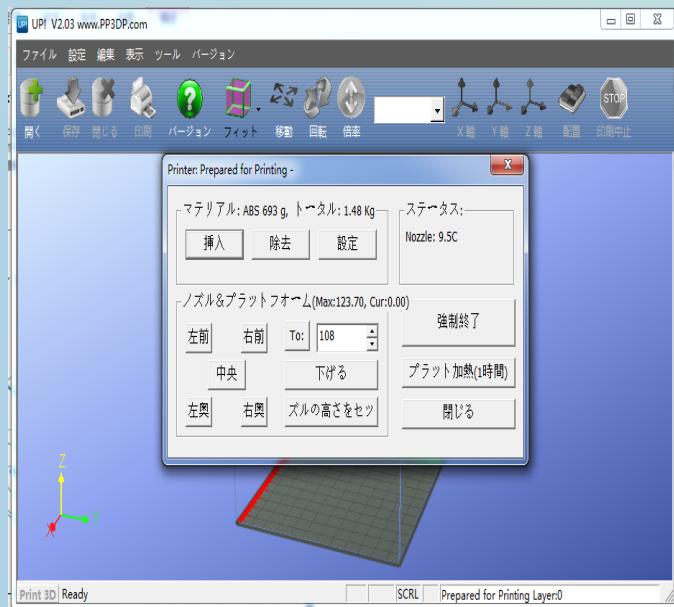 UP! V2.03 www.PP3DP.com
ファイル 設定 編集 表示 ツール バージョン
開く 保存 閉じる 印刷 バージョン フィット 移動 回転 倍率 X 軸 Y 軸 Z 軸 配置 印刷中止
STOP
Printer: Prepared for Printing -
マテリアル: ABS 693 g, トータル: 1.48 Kg
ステータス:
挿入 除去 設定
Nozzle: 9.5C
ノズル&プラットフォーム(Max:123.70, Cur:0.00)
左前 右前 To: 108
強制終了
中央 下げる
プラット加熱(1時間)
左奥 右奥 ズルの高さをセッ
閉じる
Z
Y
X
Print 3D Ready SCRL Prepared for Printing Layer:0